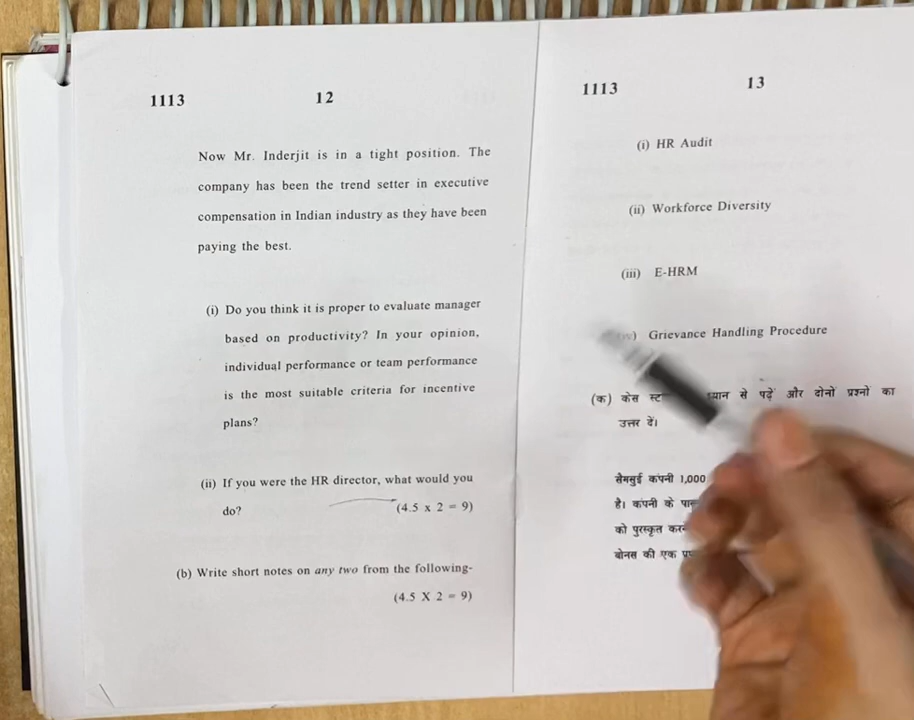 1113 12
Now Mr. Inderjit is in a tight position. The
company has been the trend setter in executive
compensation in Indian industry as they have been
paying the best.
(i) Do you think it is proper to evaluate manager
based on productivity? In your opinion,
individual performance or team performance
is the most suitable criteria for incentive
plans?
(ii) If you were the HR director, what would you
do? (4.5 x 2 = 9)
(b) Write short notes on any two from the following-
(4.5 X 2 = 9)
1113 13
(i) HR Audit
(ii) Workforce Diversity
(iii) E-HRM
Grievance Handling Procedure
(क) केस से पढ़ें और दोनों प्रश्नों का
उत्तर दें।
सैमसुई कंपनी 1,000
है। कंपनी के
को पुरस्कृत
बोनस की एक